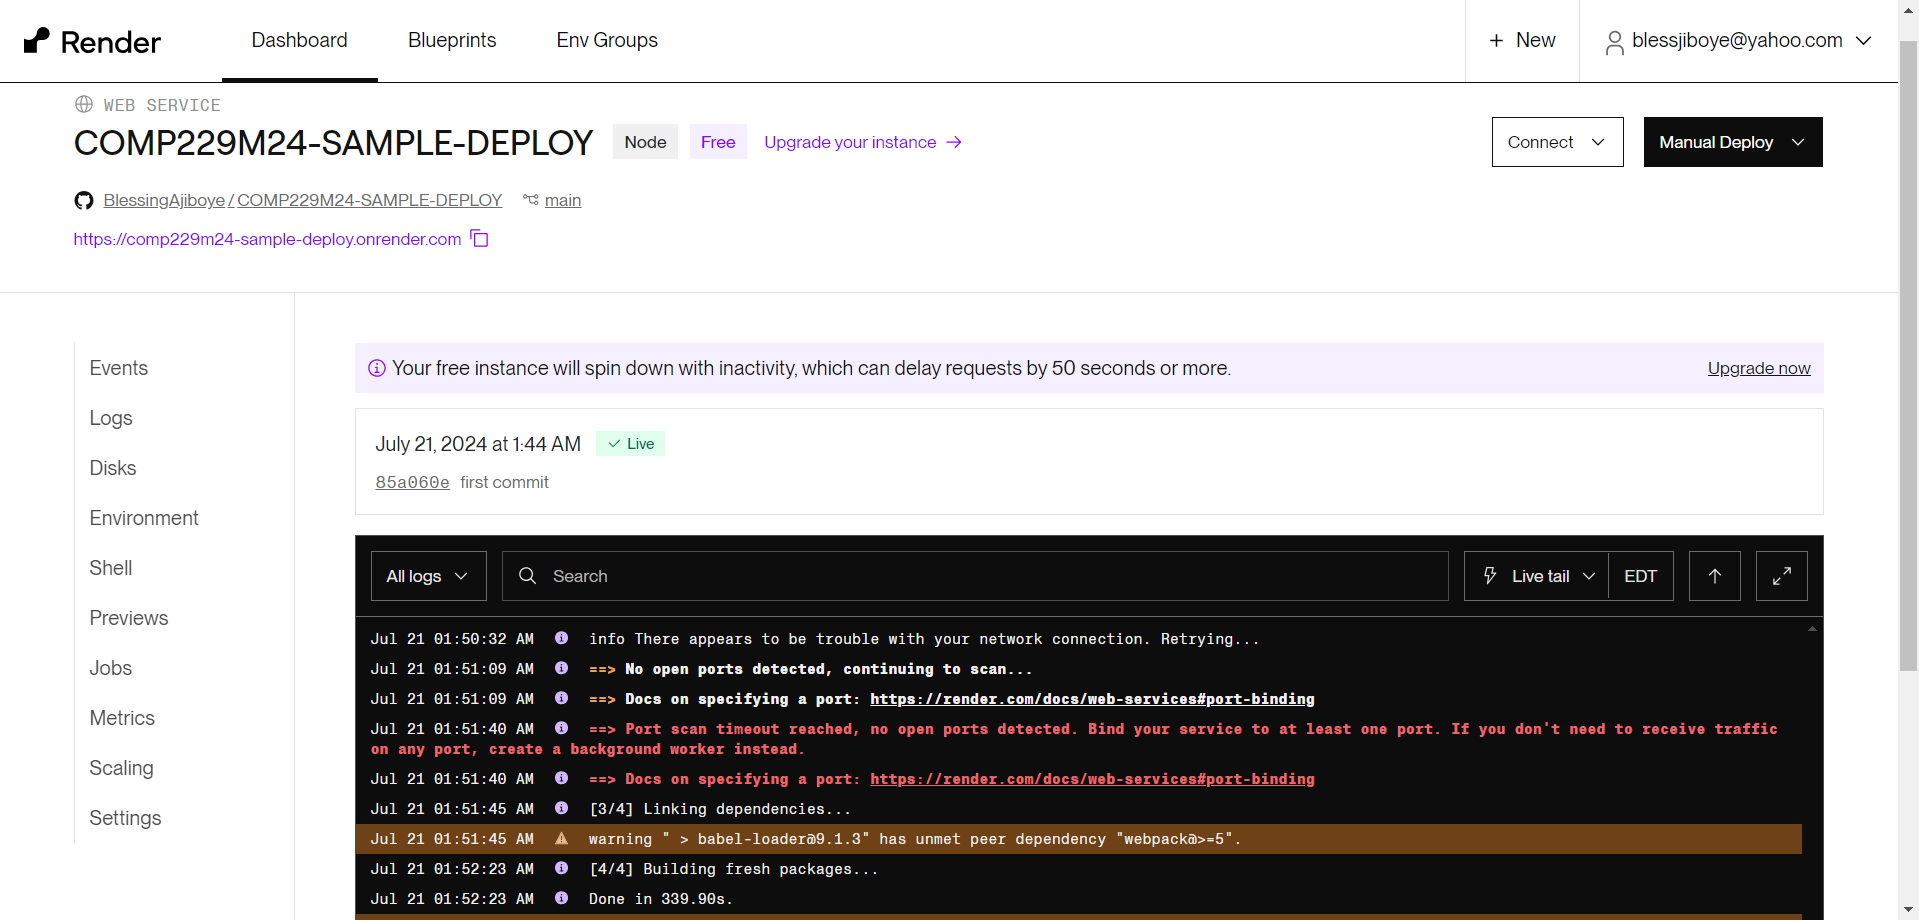 Render
Dashboard
Blueprints
Env Groups
+ New
blessjiboye@yahoo.com
WEB SERVICE
COMP229M24-SAMPLE-DEPLOY
Node
Free
Upgrade your instance →
Connect
Manual Deploy
BlessingAjiboye / COMP229M24-SAMPLE-DEPLOY
main
https://comp229m24-sample-deploy.onrender.com
Events
Logs
Disks
Environment
Shell
Previews
Jobs
Metrics
Scaling
Settings
Your free instance will spin down with inactivity, which can delay requests by 50 seconds or more.
Upgrade now
July 21, 2024 at 1:44 AM
✓ Live
85a060e first commit
All logs
Search
Live tail
EDT
Jul 21 01:50:32 AM info There appears to be trouble with your network connection. Retrying...
Jul 21 01:51:09 AM ==> No open ports detected, continuing to scan...
Jul 21 01:51:09 AM ==> Docs on specifying a port: https://render.com/docs/web-services#port-binding
Jul 21 01:51:40 AM ==> Port scan timeout reached, no open ports detected. Bind your service to at least one port. If you don't need to receive traffic
on any port, create a background worker instead.
Jul 21 01:51:40 AM ==> Docs on specifying a port: https://render.com/docs/web-services#port-binding
Jul 21 01:51:45 AM [3/4] Linking dependencies...
Jul 21 01:51:45 AM warning " > babel-loader@9.1.3" has unmet peer dependency "webpack@>=5".
Jul 21 01:52:23 AM [4/4] Building fresh packages...
Jul 21 01:52:23 AM Done in 339.90s.